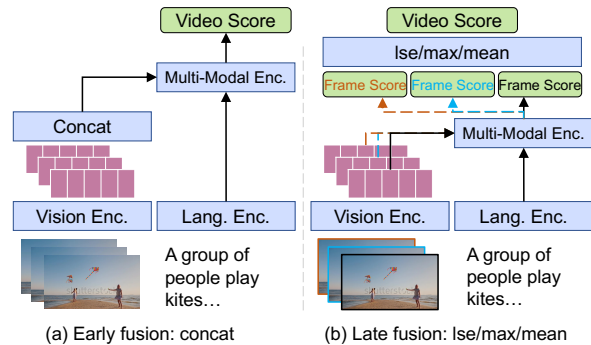 Video Score
Multi-Modal Enc.
Concat
Vision Enc.
Lang. Enc.
A group of
people play
kites...
(a) Early fusion: concat
Video Score
lse/max/mean
Frame Score
Frame Score
Frame Score
Multi-Modal Enc.
Vision Enc.
Lang. Enc.
A group of
people play
kites...
(b) Late fusion: lse/max/mean